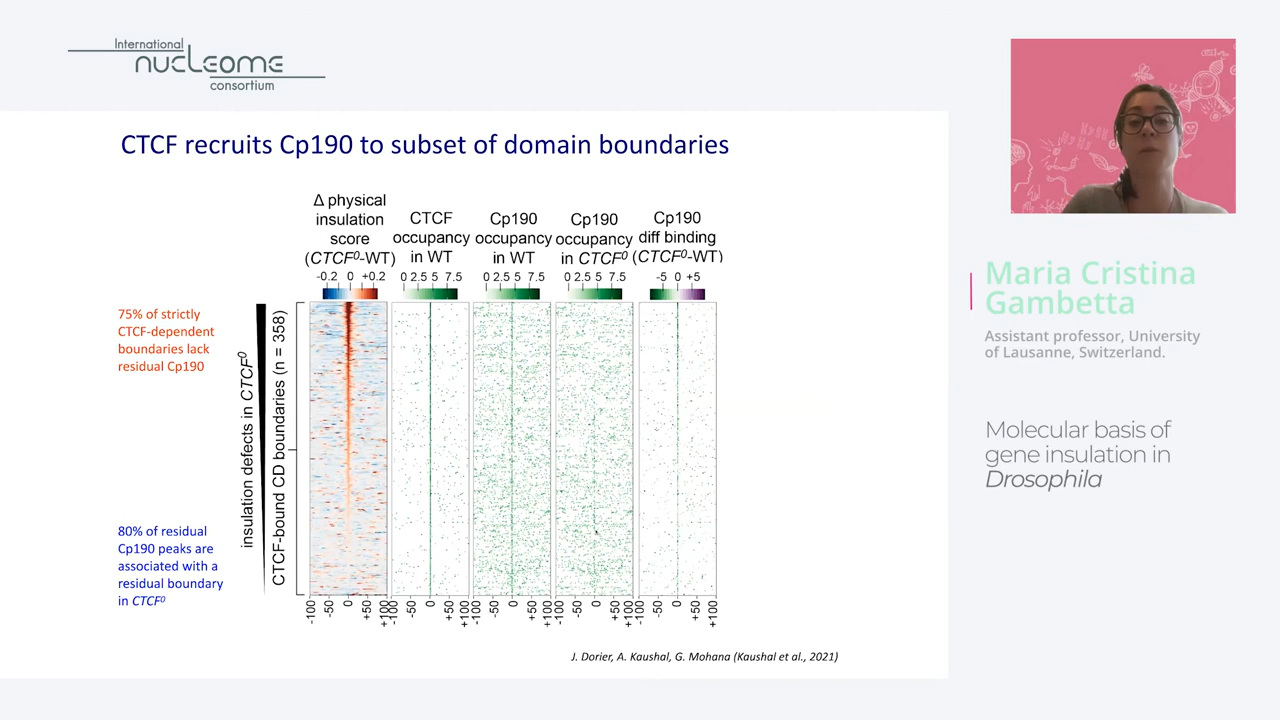 International
nucleome
consortium
CTCF recruits Cp190 to subset of domain boundaries
Δ physical
insulation
score
(CTCF⁰-WT)
CTCF
occupancy
in WT
Cp190
occupancy
in WT
Cp190
occupancy
in CTCF⁰
Cp190
diff binding
(CTCF⁰-WT)
-0.2 0 +0.2
0 2.5 5 7.5
0 2.5 5 7.5
0 2.5 5 7.5
-5 0 +5
75% of strictly
CTCF-dependent
boundaries lack
residual Cp190
80% of residual
Cp190 peaks are
associated with a
residual boundary
in CTCF⁰
insulation defects in CTCF⁰
CTCF-bound CD boundaries (n = 358)
-100 -50 0 +50 +100
-100 -50 0 +50 +100
-100 -50 0 +50 +100
-100 -50 0 +50 +100
-100 -50 0 +50 +100
J. Dorier, A. Kaushal, G. Mohana (Kaushal et al., 2021)
Maria Cristina
Gambetta
Assistant professor, University
of Lausanne, Switzerland.
Molecular basis of
gene insulation in
Drosophila